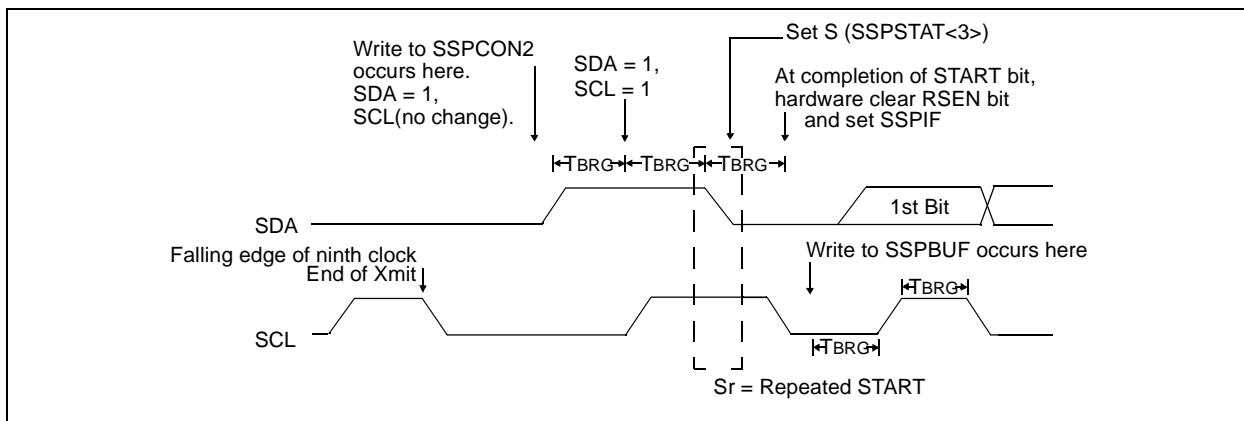 Set S (SSPSTAT<3>)
Write to SSPCON2
occurs here.
SDA = 1,
SCL(no change).
SDA = 1,
SCL = 1
At completion of START bit,
hardware clear RSEN bit
and set SSPIF
TBRG
TBRG
TBRG
SDA
1st Bit
Falling edge of ninth clock
End of Xmit
Write to SSPBUF occurs here
TBRG
SCL
TBRG
Sr = Repeated START